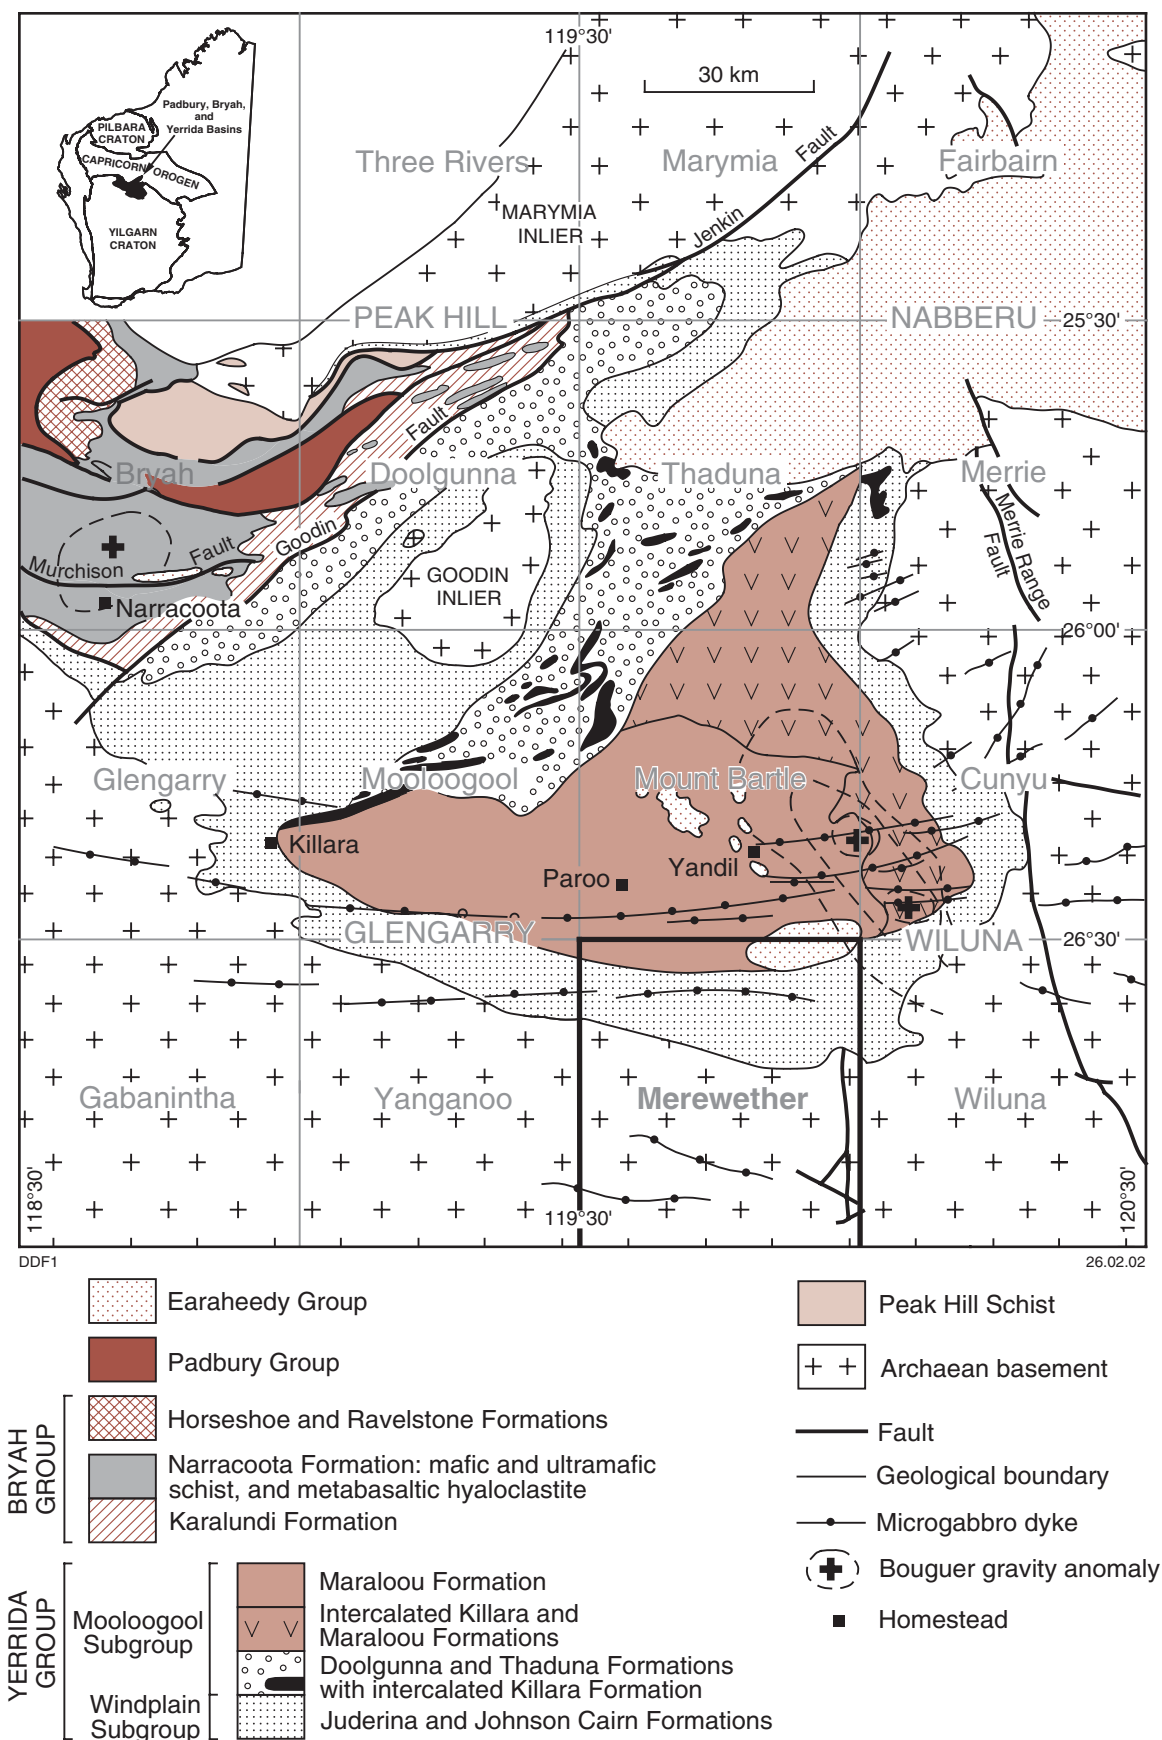 119°30'
30 km
Padbury, Bryah,
and
Yerrida Basins
PILBARA
CRATON
CAPRICORN OROGEN
YILGARN
CRATON
Three Rivers
Marymia
Fault
Fairbairn
MARYMIA
INLIER
Jenkin
PEAK HILL
NABBERU
25°30'
Fault
Bryah
Doolgunna
Thaduna
Merrie
Goodin
Merrie Range
Fault
Murchison
Fault
GOODIN
INLIER
Narracoota
26°00'
Glengarry
Mooloogool
Mount Bartle
Cunyu
Killara
Yandil
Paroo
GLENGARRY
WILUNA
26°30'
Gabanintha
Yanganoo
Merewether
Wiluna
118°30'
119°30'
120°30'
DDF1
26.02.02
Earaheedy Group
Padbury Group
BRYAH
GROUP
Horseshoe and Ravelstone Formations
Narracoota Formation: mafic and ultramafic
schist, and metabasaltic hyaloclastite
Karalundi Formation
YERRIDA
GROUP
Mooloogool
Subgroup
Maraloou Formation
Intercalated Killara and
Maraloou Formations
Doolgunna and Thaduna Formations
with intercalated Killara Formation
Windplain
Subgroup
Juderina and Johnson Cairn Formations
Peak Hill Schist
Archaean basement
Fault
Geological boundary
Microgabbro dyke
Bouguer gravity anomaly
Homestead